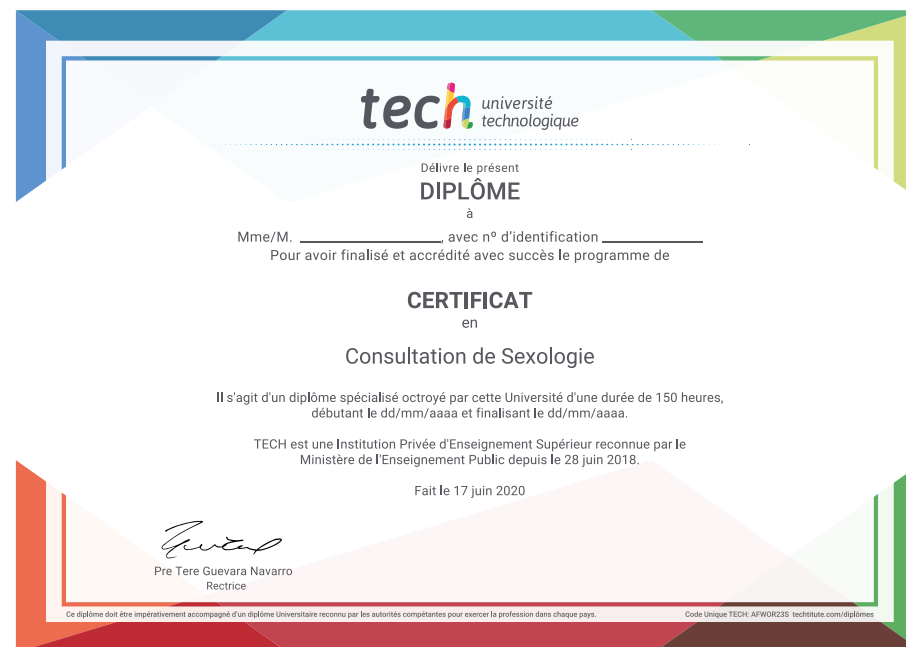 tech université
technologique
Délivre le présent
DIPLÔME
à
Mme/M. ____________________, avec nº d'identification ______________
Pour avoir finalisé et accrédité avec succès le programme de
CERTIFICAT
en
Consultation de Sexologie
Il s'agit d'un diplôme spécialisé octroyé par cette Université d'une durée de 150 heures,
débutant le dd/mm/aaaa et finalisant le dd/mm/aaaa.
TECH est une Institution Privée d'Enseignement Supérieur reconnue par le
Ministère de l'Enseignement Public depuis le 28 juin 2018.
Fait le 17 juin 2020
Pre Tere Guevara Navarro
Rectrice
Ce diplôme doit être impérativement accompagné d'un diplôme Universitaire reconnu par les autorités compétantes pour exercer la profession dans chaque pays.
Code Unique TECH: AFWOR23S techtitute.com/diplômes